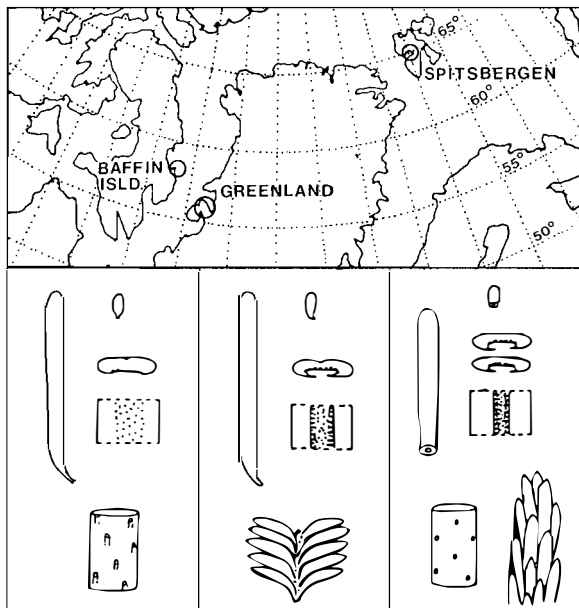 65°
SPITSBERGEN
60°
BAFFIN
ISLD.
GREENLAND
55°
50°